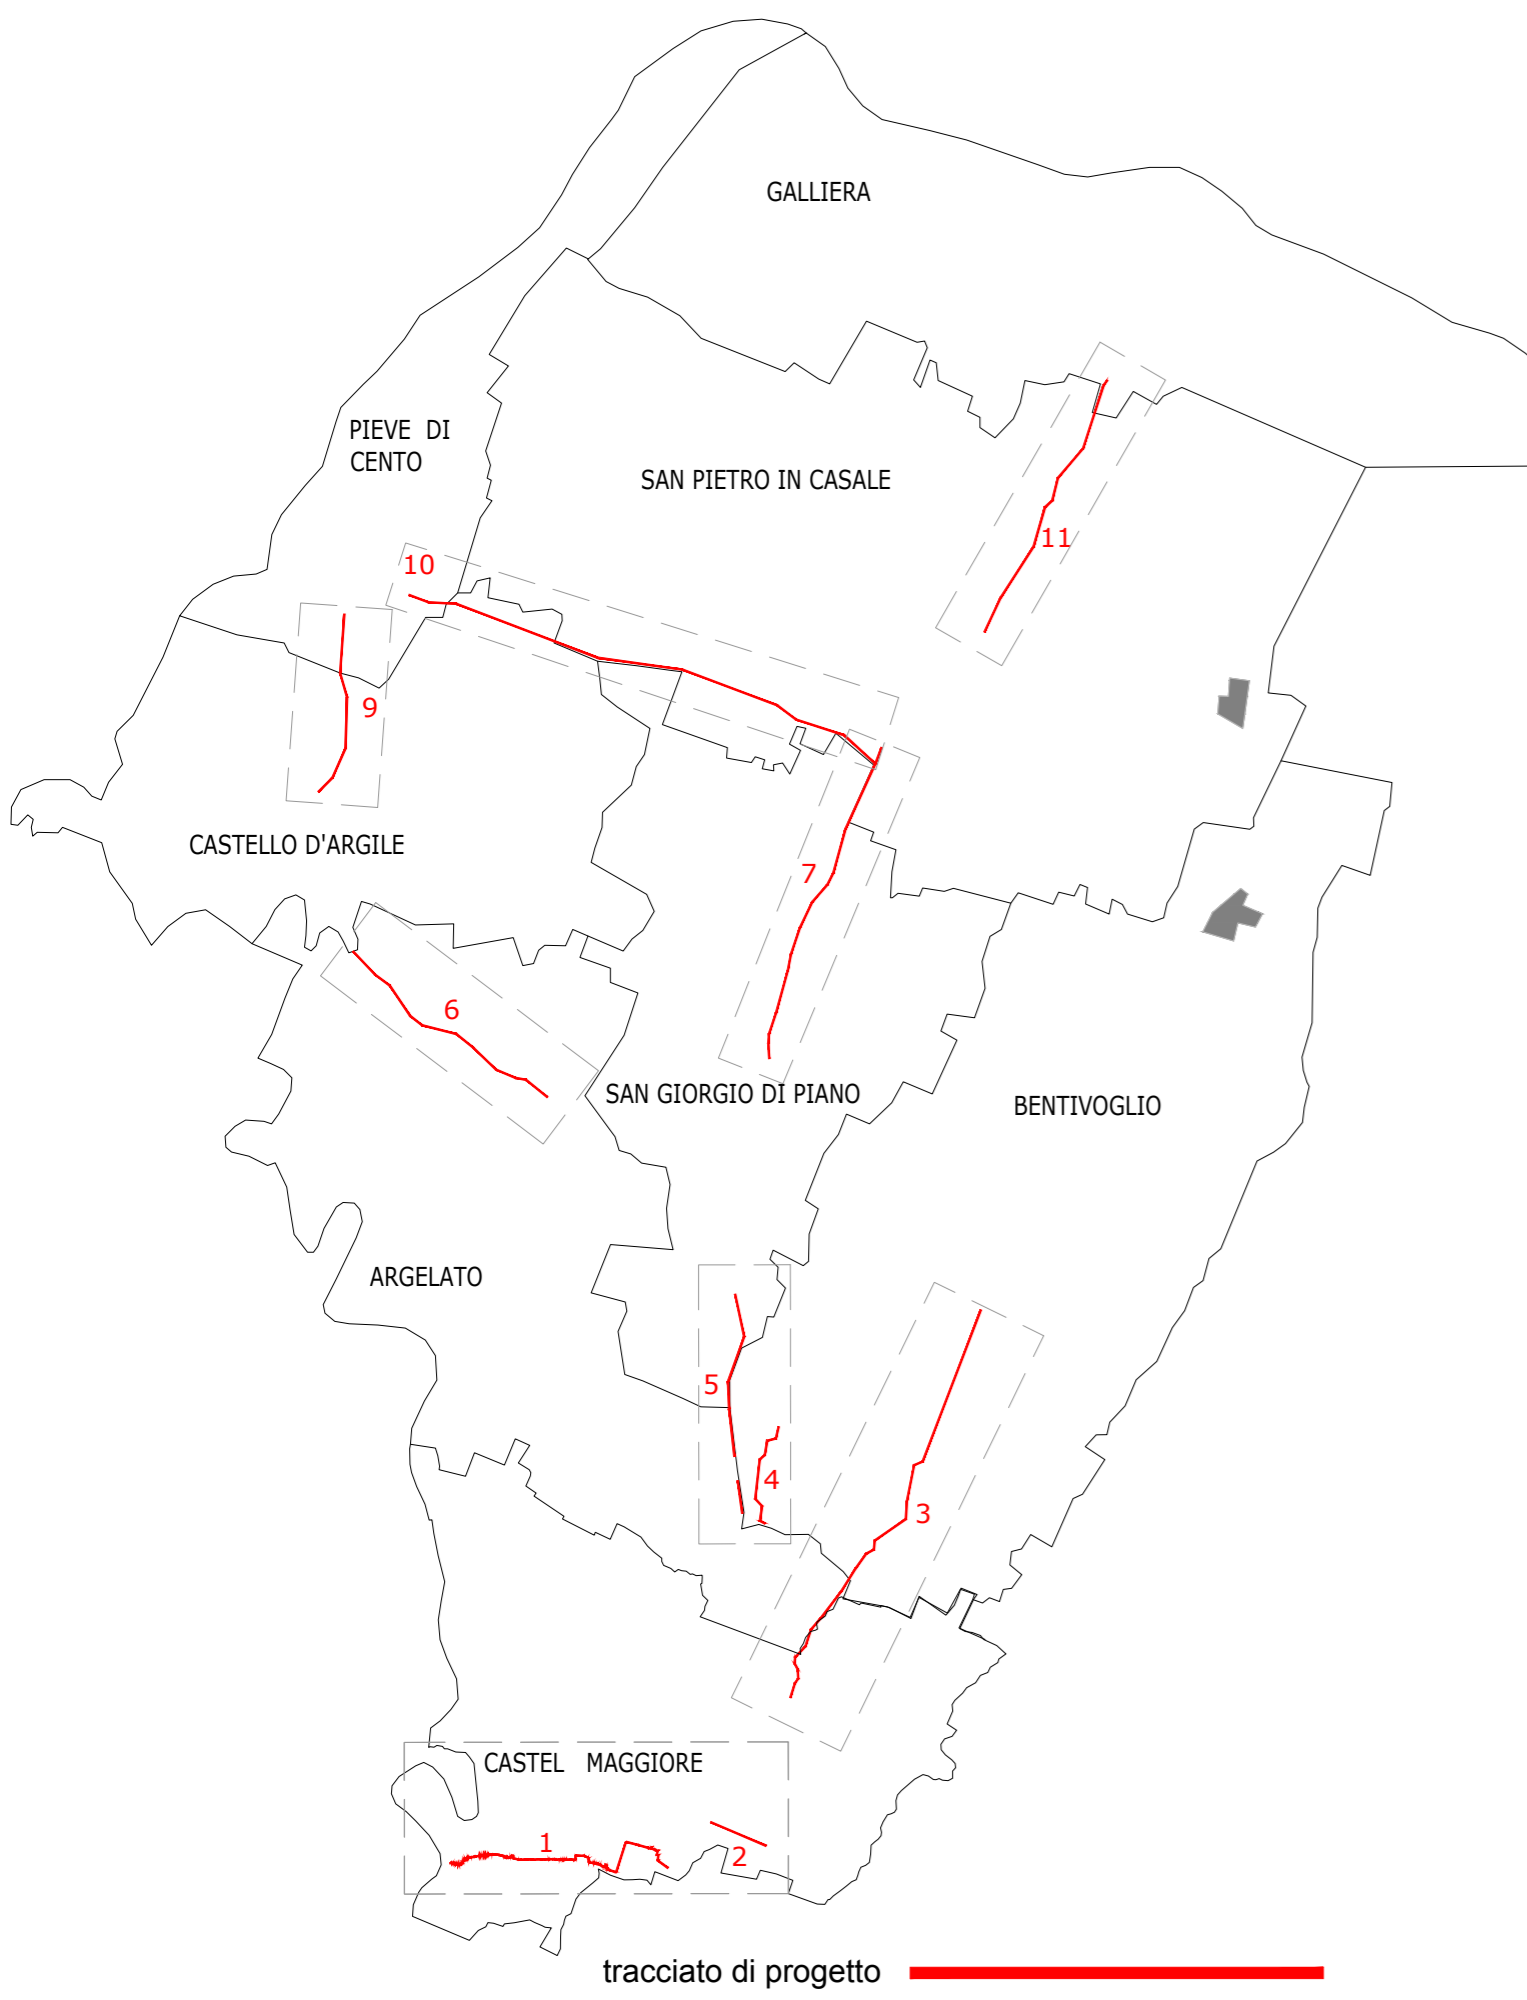 GALLIERA
PIEVE DI
CENTO
SAN PIETRO IN CASALE
11
10
9
CASTELLO D'ARGILE
7
6
SAN GIORGIO DI PIANO
BENTIVOGLIO
ARGELATO
5
4
3
CASTEL MAGGIORE
1
2
tracciato di progetto